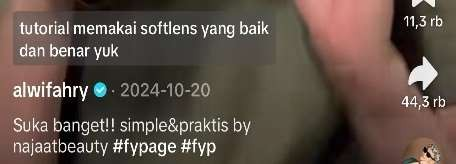 tutorial memakai softlens yang baik
dan benar yuk
11,3 rb
alwifahry · 2024-10-20
44,3 rb
Suka banget!! simple&praktis by
najaatbeauty #fypage #fyp